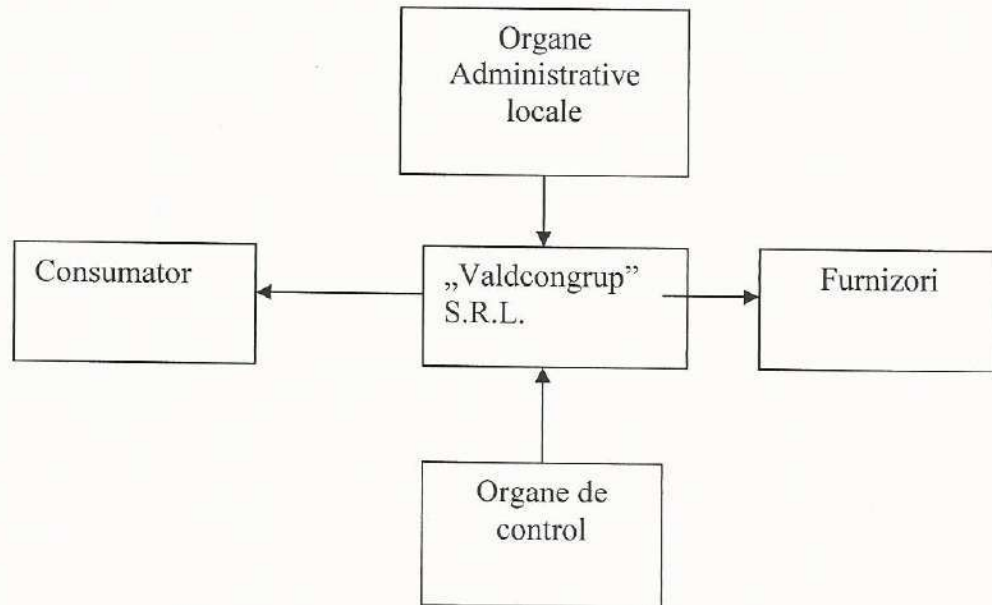 Organe
Administrative
locale
Consumator
„Valdcongrup”
S.R.L.
Furnizori
Organe de
control